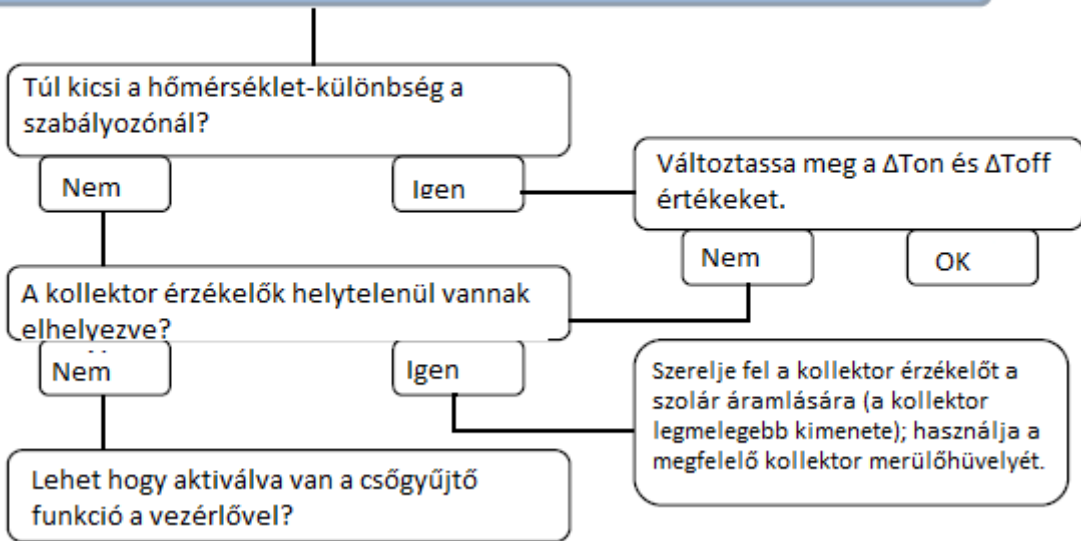 Túl kicsi a hőmérséklet-különbség a
szabályozónál?
Nem
Igen
Változtassa meg a ΔTon és ΔToff
értékeket.
Nem
OK
A kollektor érzékelők helytelenül vannak
elhelyezve?
Nem
Igen
Szerelje fel a kollektor érzékelőt a
szolár áramlására (a kollektor
legmelegebb kimenete); használja a
megfelelő kollektor merülőhüvelyét.
Lehet hogy aktiválva van a csőgyűjtő
funkció a vezérlővel?